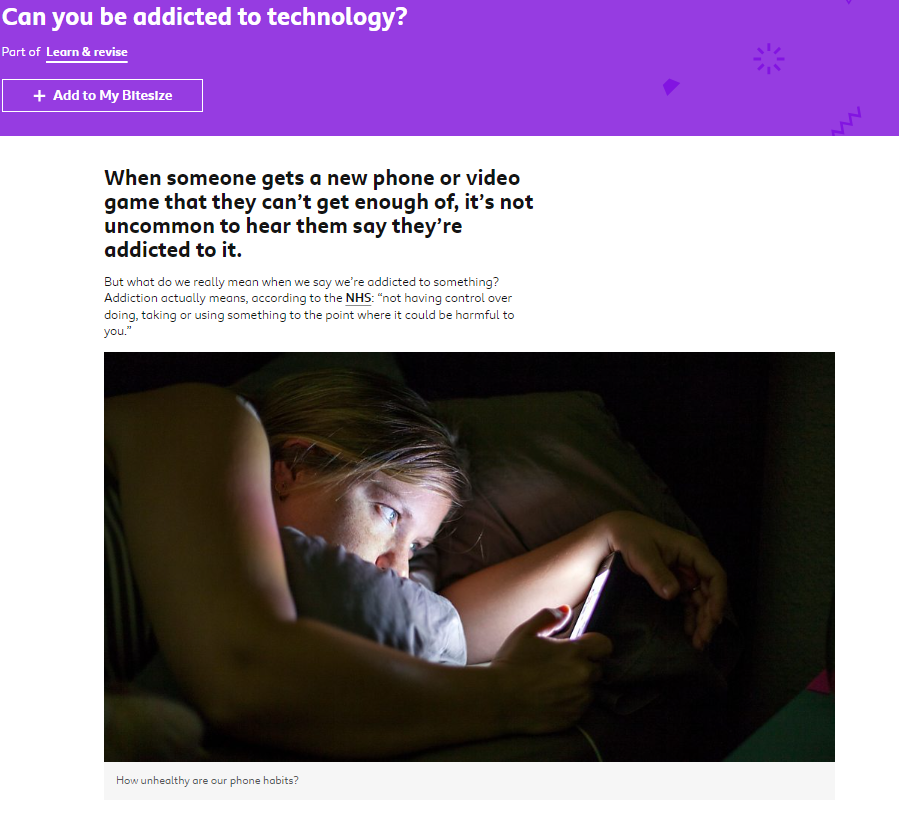 Can you be addicted to technology?
Part of Learn & revise
+ Add to My Bitesize
When someone gets a new phone or video
game that they can’t get enough of, it’s not
uncommon to hear them say they’re
addicted to it.
But what do we really mean when we say we’re addicted to something?
Addiction actually means, according to the NHS: “not having control over
doing, taking or using something to the point where it could be harmful to
you.”
How unhealthy are our phone habits?